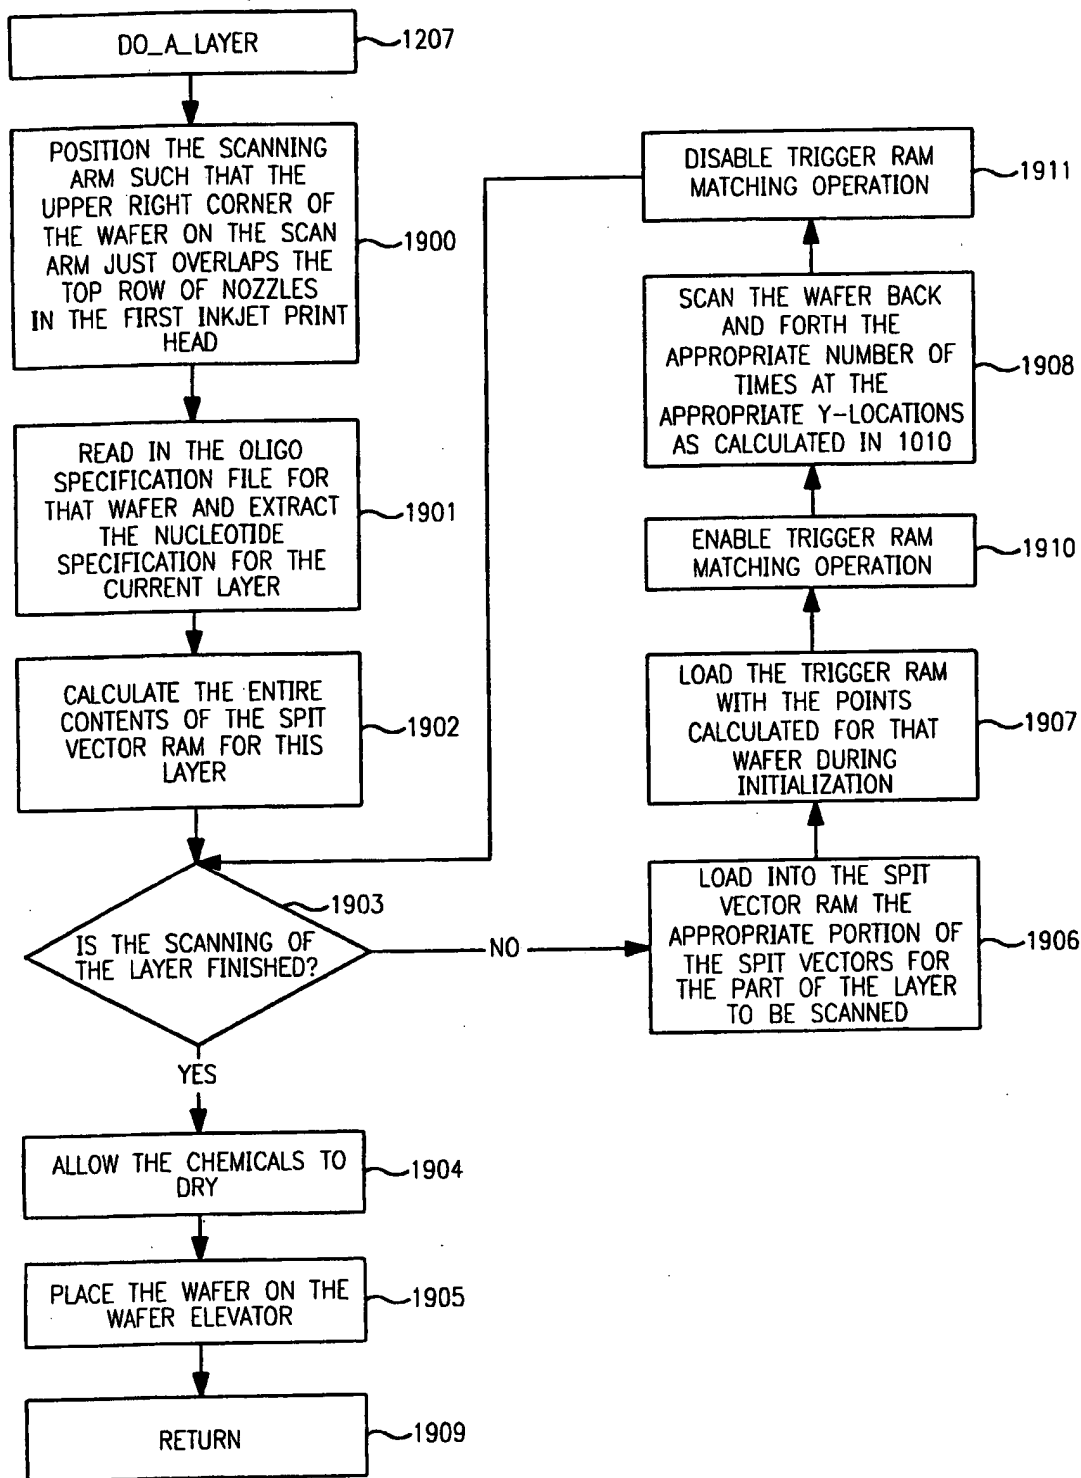 DO_A_LAYER
1207
POSITION THE SCANNING
ARM SUCH THAT THE
UPPER RIGHT CORNER OF
THE WAFER ON THE SCAN
ARM JUST OVERLAPS THE
TOP ROW OF NOZZLES
IN THE FIRST INKJET PRINT
HEAD
1900
READ IN THE OLIGO
SPECIFICATION FILE FOR
THAT WAFER AND EXTRACT
THE NUCLEOTIDE
SPECIFICATION FOR THE
CURRENT LAYER
1901
CALCULATE THE ENTIRE
CONTENTS OF THE SPIT
VECTOR RAM FOR THIS
LAYER
1902
1903
IS THE SCANNING OF
THE LAYER FINISHED?
NO
YES
ALLOW THE CHEMICALS TO
DRY
1904
PLACE THE WAFER ON THE
WAFER ELEVATOR
1905
RETURN
1909
DISABLE TRIGGER RAM
MATCHING OPERATION
1911
SCAN THE WAFER BACK
AND FORTH THE
APPROPRIATE NUMBER OF
TIMES AT THE
APPROPRIATE Y-LOCATIONS
AS CALCULATED IN 1010
1908
ENABLE TRIGGER RAM
MATCHING OPERATION
1910
LOAD THE TRIGGER RAM
WITH THE POINTS
CALCULATED FOR THAT
WAFER DURING
INITIALIZATION
1907
LOAD INTO THE SPIT
VECTOR RAM THE
APPROPRIATE PORTION OF
THE SPIT VECTORS FOR
THE PART OF THE LAYER
TO BE SCANNED
1906